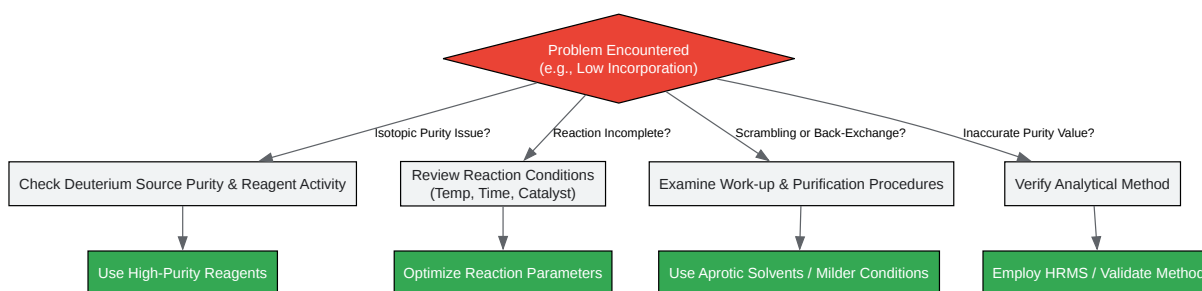 Problem Encountered
(e.g., Low Incorporation)
Isotopic Purity Issue?
Reaction Incomplete?
Scrambling or Back-Exchange?
Inaccurate Purity Value?
Check Deuterium Source Purity & Reagent Activity
Review Reaction Conditions
(Temp, Time, Catalyst)
Examine Work-up & Purification Procedures
Verify Analytical Method
Use High-Purity Reagents
Optimize Reaction Parameters
Use Aprotic Solvents / Milder Conditions
Employ HRMS / Validate Method